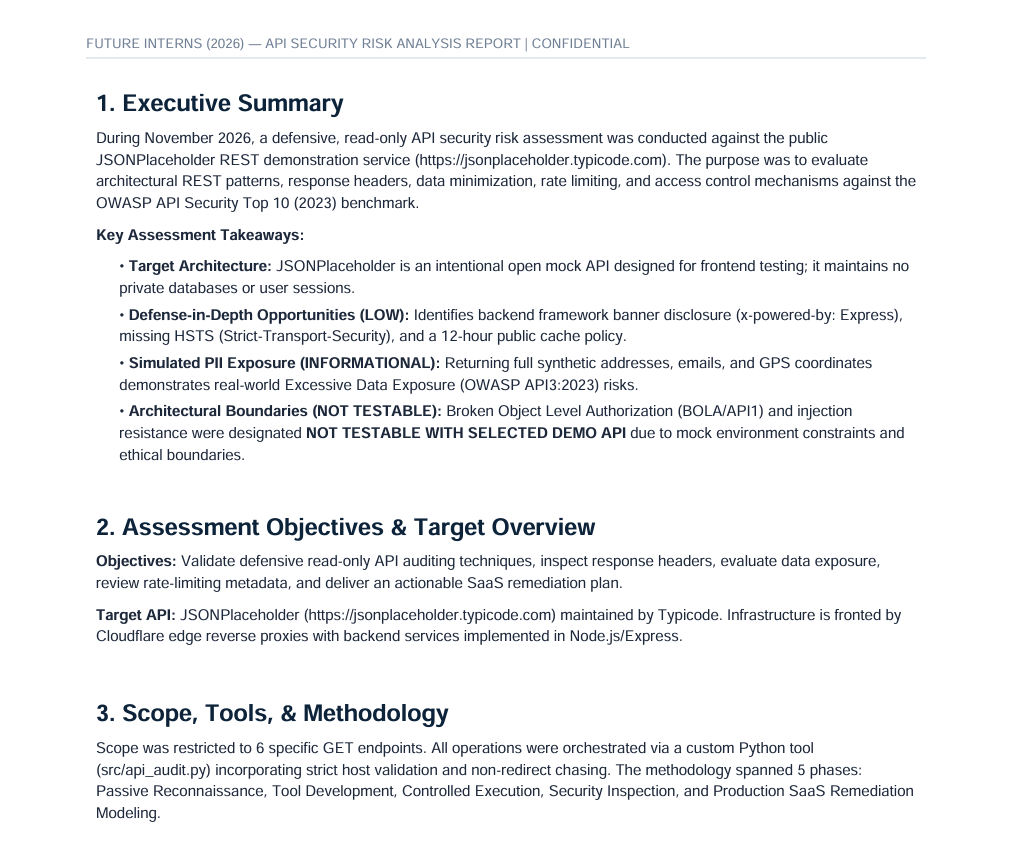 FUTURE INTERNS (2026) — API SECURITY RISK ANALYSIS REPORT | CONFIDENTIAL
1. Executive Summary
During November 2026, a defensive, read-only API security risk assessment was conducted against the public
JSONPlaceholder REST demonstration service (https://jsonplaceholder.typicode.com). The purpose was to evaluate
architectural REST patterns, response headers, data minimization, rate limiting, and access control mechanisms against the
OWASP API Security Top 10 (2023) benchmark.
Key Assessment Takeaways:
• Target Architecture: JSONPlaceholder is an intentional open mock API designed for frontend testing; it maintains no
private databases or user sessions.
• Defense-in-Depth Opportunities (LOW): Identifies backend framework banner disclosure (x-powered-by: Express),
missing HSTS (Strict-Transport-Security), and a 12-hour public cache policy.
• Simulated PII Exposure (INFORMATIONAL): Returning full synthetic addresses, emails, and GPS coordinates
demonstrates real-world Excessive Data Exposure (OWASP API3:2023) risks.
• Architectural Boundaries (NOT TESTABLE): Broken Object Level Authorization (BOLA/API1) and injection
resistance were designated NOT TESTABLE WITH SELECTED DEMO API due to mock environment constraints and
ethical boundaries.
2. Assessment Objectives & Target Overview
Objectives: Validate defensive read-only API auditing techniques, inspect response headers, evaluate data exposure,
review rate-limiting metadata, and deliver an actionable SaaS remediation plan.
Target API: JSONPlaceholder (https://jsonplaceholder.typicode.com) maintained by Typicode. Infrastructure is fronted by
Cloudflare edge reverse proxies with backend services implemented in Node.js/Express.
3. Scope, Tools, & Methodology
Scope was restricted to 6 specific GET endpoints. All operations were orchestrated via a custom Python tool
(src/api_audit.py) incorporating strict host validation and non-redirect chasing. The methodology spanned 5 phases:
Passive Reconnaissance, Tool Development, Controlled Execution, Security Inspection, and Production SaaS Remediation
Modeling.